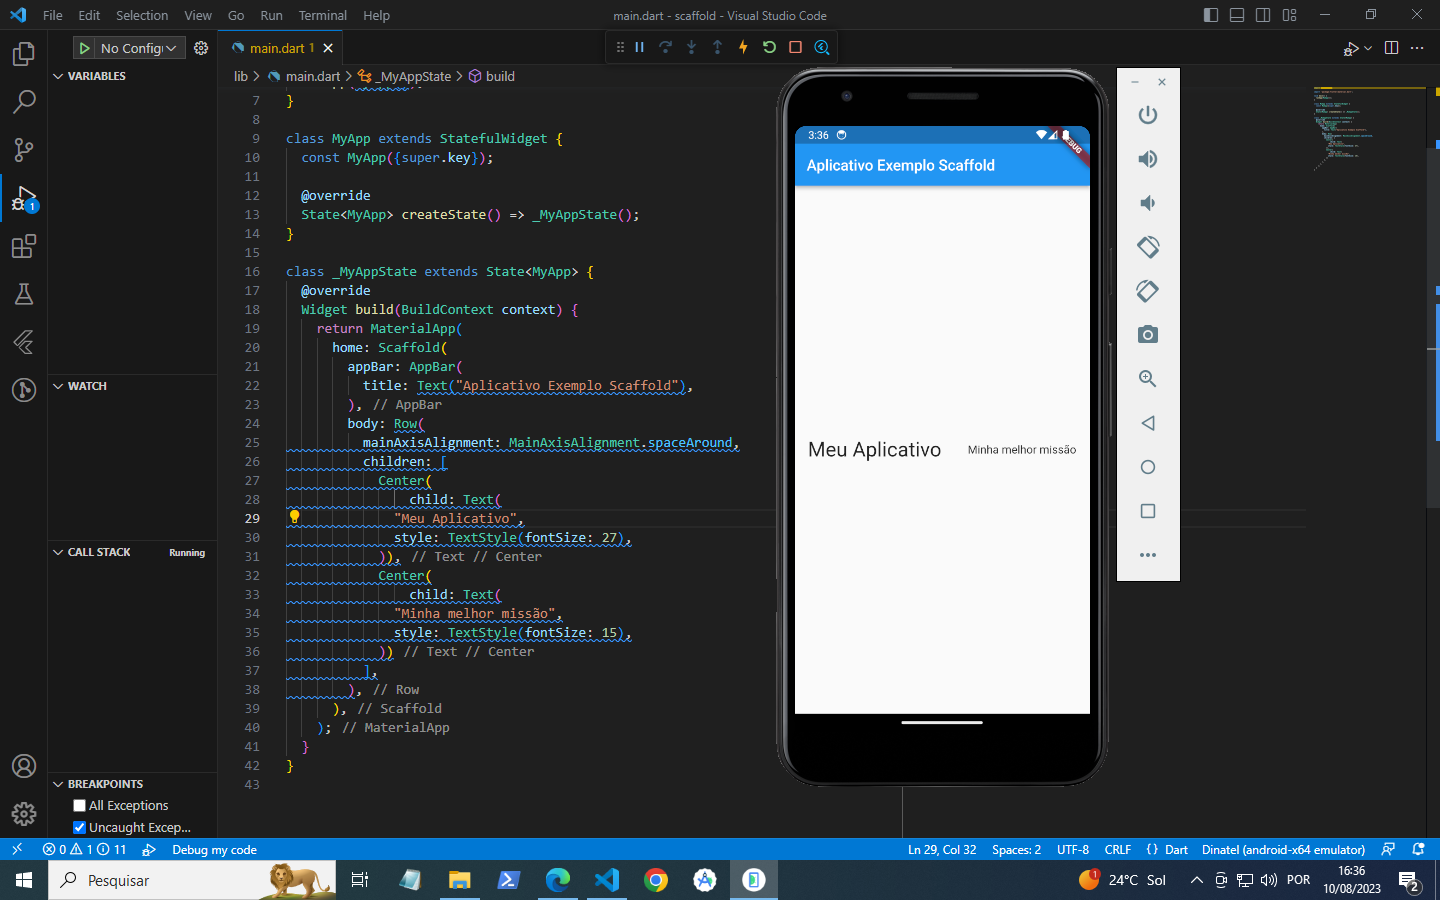 File Edit Selection View Go Run Terminal Help
main.dart - scaffold - Visual Studio Code
No Config
main.dart 1
lib > main.dart > _MyAppState > build
VARIABLES
WATCH
CALL STACK
Running
BREAKPOINTS
All Exceptions
Uncaught Excep...
1
7 }
8
9 class MyApp extends StatefulWidget {
10 const MyApp({super.key});
11
12 @override
13 State<MyApp> createState() => _MyAppState();
14 }
15
16 class _MyAppState extends State<MyApp> {
17 @override
18 Widget build(BuildContext context) {
19 return MaterialApp(
20 home: Scaffold(
21 appBar: AppBar(
22 title: Text("Aplicativo Exemplo Scaffold"),
23 ), // AppBar
24 body: Row(
25 mainAxisAlignment: MainAxisAlignment.spaceAround,
26 children: [
27 Center(
28 child: Text(
29 "Meu Aplicativo",
30 style: TextStyle(fontSize: 27),
31 )), // Text // Center
32 Center(
33 child: Text(
34 "Minha melhor missão",
35 style: TextStyle(fontSize: 15),
36 )) // Text // Center
37 ],
38 ), // Row
39 ), // Scaffold
40 ); // MaterialApp
41 }
42 }
43
3:36
DEBUG
Aplicativo Exemplo Scaffold
Meu Aplicativo
Minha melhor missão
0 1 11 Debug my code
Ln 29, Col 32 Spaces: 2 UTF-8 CRLF {} Dart Dinatel (android-x64 emulator)
Pesquisar
1
24°C Sol
POR
16:36
10/08/2023
2